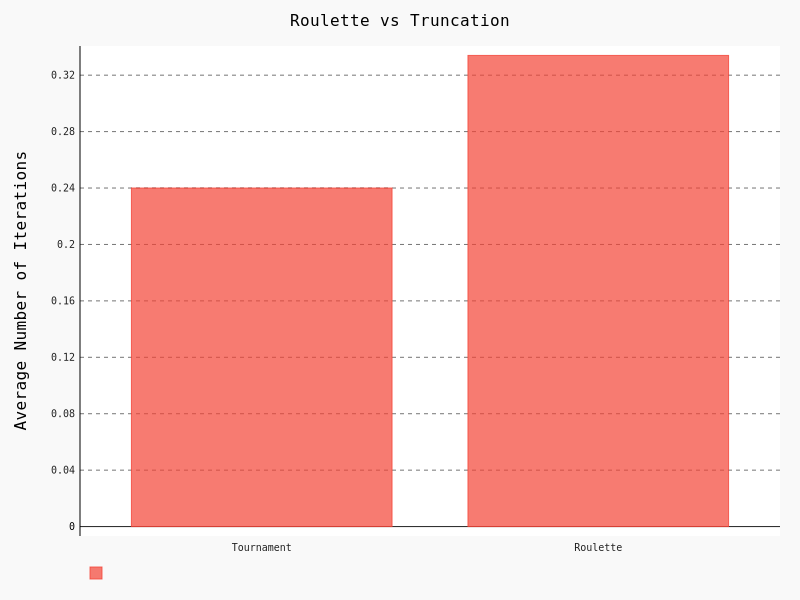 Roulette vs Truncation
Average Number of Iterations
0.32
0.28
0.24
0.2
0.16
0.12
0.08
0.04
0
Tournament
Roulette